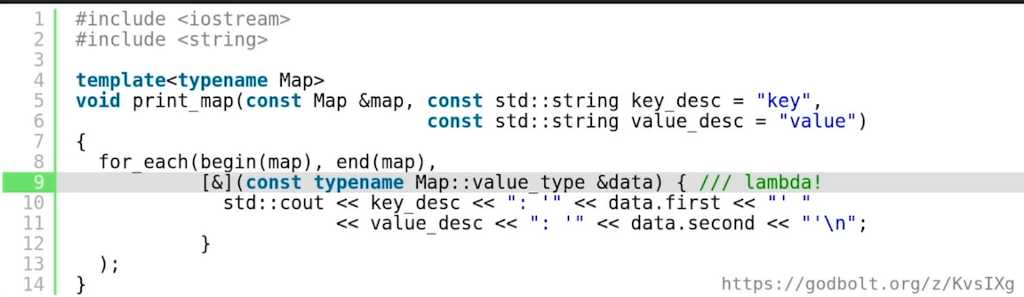 1 #include <iostream>
2 #include <string>
3
4 template<typename Map>
5 void print_map(const Map &map, const std::string key_desc = "key",
6 const std::string value_desc = "value")
7 {
8 for_each(begin(map), end(map),
9 [&](const typename Map::value_type &data) { /// lambda!
10 std::cout << key_desc << ": '" << data.first << "' "
11 << value_desc << ": '" << data.second << "'\n";
12 }
13 );
14 }
https://godbolt.org/z/KvsIXg